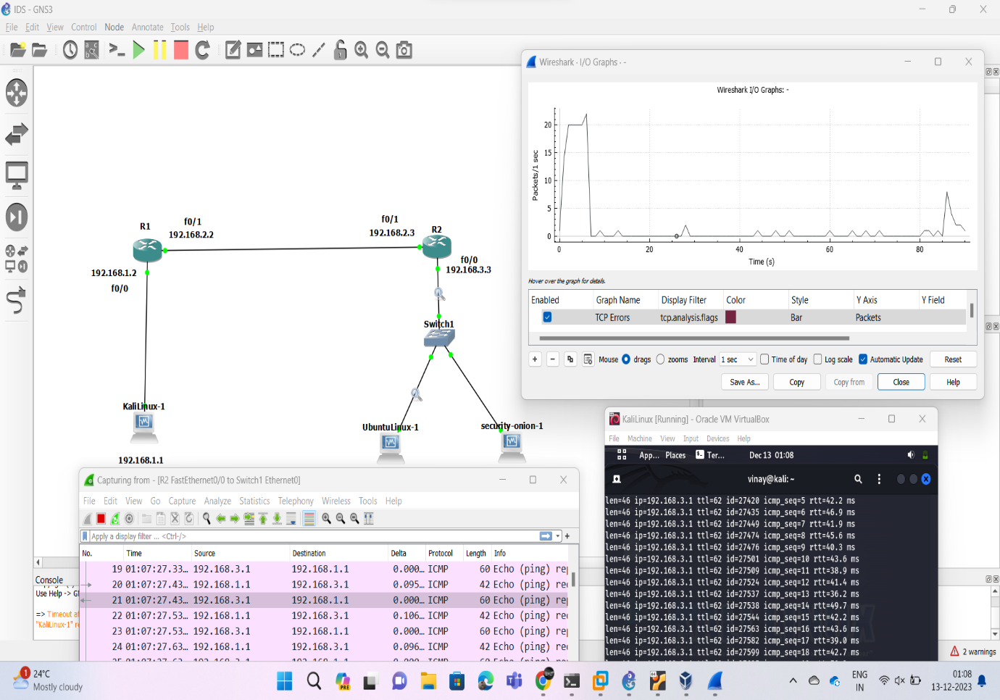 IDS - GNS3
File Edit View Control Node Annotate Tools Help
R1
f0/1
192.168.2.2
f0/1
192.168.2.3
R2
f0/0
192.168.3.3
192.168.1.2
f0/0
Switch1
KaliLinux-1
192.168.1.1
UbuntuLinux-1
security-onion-1
Wireshark · I/O Graphs · -
Wireshark I/O Graphs: -
Packets/1 sec
20
15
10
5
0
0 20 40 60 80
Time (s)
Hover over the graph for details.
Enabled Graph Name Display Filter Color Style Y Axis Y Field
TCP Errors tcp.analysis.flags Bar Packets
+ − Mouse drags zooms Interval 1 sec Time of day Log scale Automatic Update Reset
Save As... Copy Copy from Close Help
Capturing from - [R2 FastEthernet0/0 to Switch1 Ethernet0]
File Edit View Go Capture Analyze Statistics Telephony Wireless Tools Help
Apply a display filter ... <Ctrl-/>
No. Time Source Destination Delta Protocol Length Info
19 01:07:27.33... 192.168.3.1 192.168.1.1 0.000... ICMP 60 Echo (ping) rep
20 01:07:27.43... 192.168.1.1 192.168.3.1 0.095... ICMP 42 Echo (ping) rec
21 01:07:27.43... 192.168.3.1 192.168.1.1 0.000... ICMP 60 Echo (ping) rep
22 01:07:27.53... 192.168.1.1 192.168.3.1 0.106... ICMP 42 Echo (ping) rec
23 01:07:27.53... 192.168.3.1 192.168.1.1 0.000... ICMP 60 Echo (ping) rep
24 01:07:27.63... 192.168.1.1 192.168.3.1 0.096... ICMP 42 Echo (ping) rec
Console
Use Help -> G
=> Timeout at
"KaliLinux-1" re
KaliLinux [Running] - Oracle VM VirtualBox
File Machine View Input Devices Help
App... Places Ter... Dec 13 01:08
vinay@kali: ~
len=46 ip=192.168.3.1 ttl=62 id=27420 icmp_seq=5 rtt=42.2 ms
len=46 ip=192.168.3.1 ttl=62 id=27435 icmp_seq=6 rtt=46.9 ms
len=46 ip=192.168.3.1 ttl=62 id=27449 icmp_seq=7 rtt=41.9 ms
len=46 ip=192.168.3.1 ttl=62 id=27474 icmp_seq=8 rtt=45.6 ms
len=46 ip=192.168.3.1 ttl=62 id=27476 icmp_seq=9 rtt=40.3 ms
len=46 ip=192.168.3.1 ttl=62 id=27501 icmp_seq=10 rtt=43.6 ms
len=46 ip=192.168.3.1 ttl=62 id=27509 icmp_seq=11 rtt=38.9 ms
len=46 ip=192.168.3.1 ttl=62 id=27524 icmp_seq=12 rtt=41.4 ms
len=46 ip=192.168.3.1 ttl=62 id=27537 icmp_seq=13 rtt=36.2 ms
len=46 ip=192.168.3.1 ttl=62 id=27538 icmp_seq=14 rtt=49.7 ms
len=46 ip=192.168.3.1 ttl=62 id=27544 icmp_seq=15 rtt=42.2 ms
len=46 ip=192.168.3.1 ttl=62 id=27563 icmp_seq=16 rtt=43.6 ms
len=46 ip=192.168.3.1 ttl=62 id=27582 icmp_seq=17 rtt=39.0 ms
len=46 ip=192.168.3.1 ttl=62 id=27599 icmp_seq=18 rtt=42.7 ms
2 warnings
1
24°C
Mostly cloudy
PRE
ENG
IN
01:08
13-12-2023